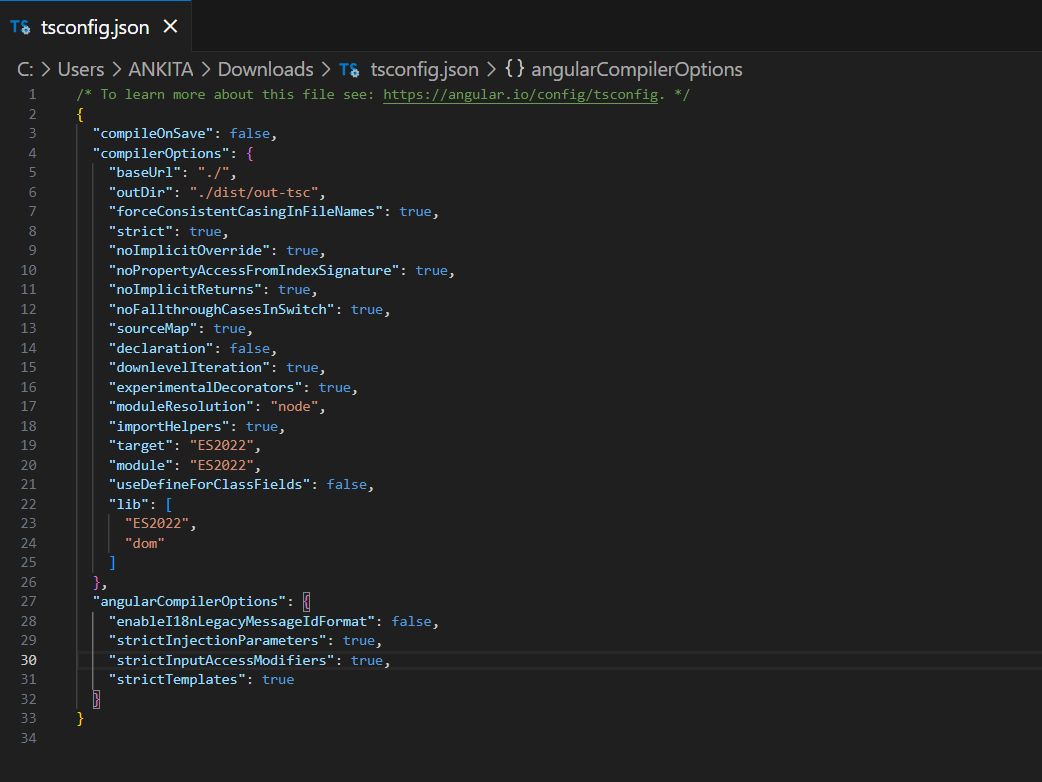 TS tsconfig.json ×
C: > Users > ANKITA > Downloads > TS tsconfig.json > {} angularCompilerOptions
1 /* To learn more about this file see: https://angular.io/config/tsconfig. */
2 {
3   "compileOnSave": false,
4   "compilerOptions": {
5     "baseUrl": "./",
6     "outDir": "./dist/out-tsc",
7     "forceConsistentCasingInFileNames": true,
8     "strict": true,
9     "noImplicitOverride": true,
10     "noPropertyAccessFromIndexSignature": true,
11     "noImplicitReturns": true,
12     "noFallthroughCasesInSwitch": true,
13     "sourceMap": true,
14     "declaration": false,
15     "downlevelIteration": true,
16     "experimentalDecorators": true,
17     "moduleResolution": "node",
18     "importHelpers": true,
19     "target": "ES2022",
20     "module": "ES2022",
21     "useDefineForClassFields": false,
22     "lib": [
23       "ES2022",
24       "dom"
25     ]
26   },
27   "angularCompilerOptions": {
28     "enableI18nLegacyMessageIdFormat": false,
29     "strictInjectionParameters": true,
30     "strictInputAccessModifiers": true,
31     "strictTemplates": true
32   }
33 }
34